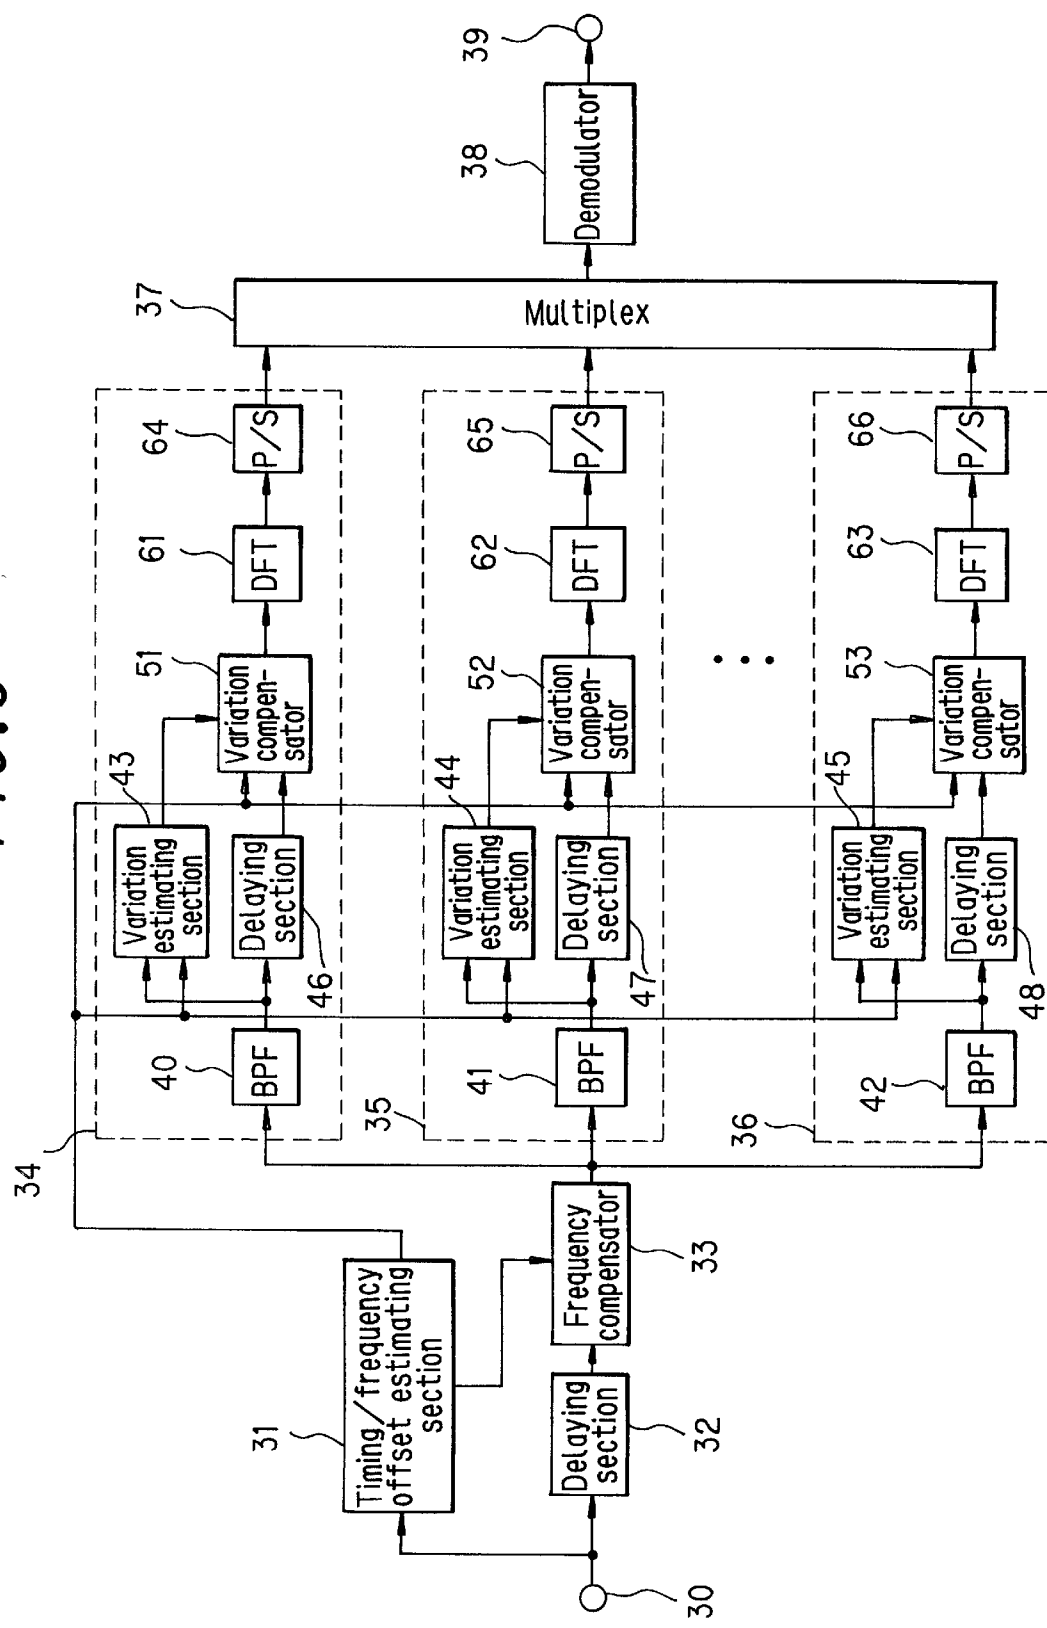 30
31
Timing/frequency
offset estimating
section
Delaying
section
32
Frequency
compensator
33
34
40
BPF
Variation
estimating
section
43
Delaying
section
46
51
Variation
compen-
sator
61
DFT
64
P/S
35
41
BPF
Variation
estimating
section
44
Delaying
section
47
52
Variation
compen-
sator
62
DFT
65
P/S
36
42
BPF
Variation
estimating
section
45
Delaying
section
48
53
Variation
compen-
sator
63
DFT
66
P/S
37
Multiplex
38
Demodulator
39